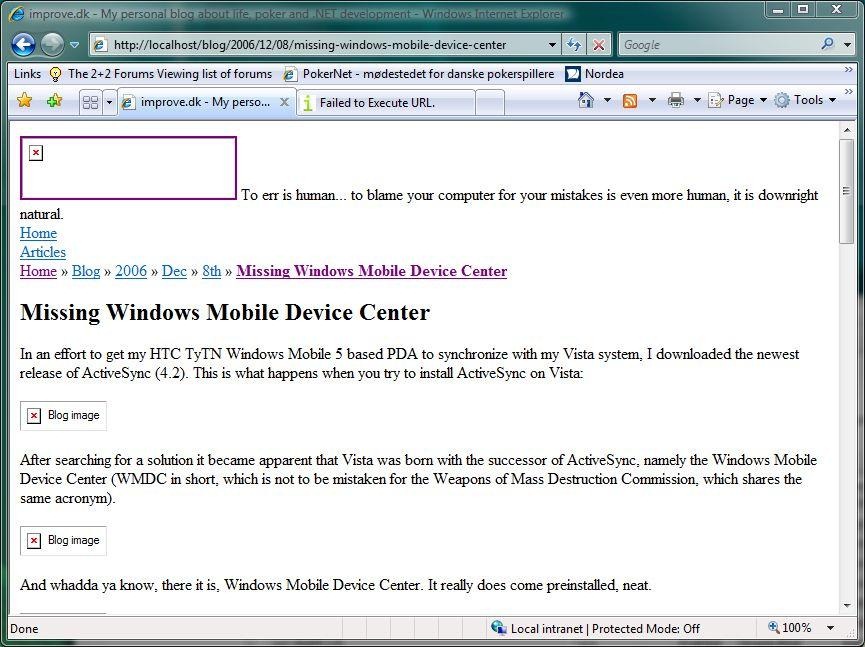 improve.dk - My personal blog about life, poker and .NET development - Windows Internet Explorer
http://localhost/blog/2006/12/08/missing-windows-mobile-device-center
Google
Links The 2+2 Forums Viewing list of forums PokerNet - mødestedet for danske pokerspillere Nordea
improve.dk - My perso... Failed to Execute URL. Page Tools
To err is human... to blame your computer for your mistakes is even more human, it is downright
natural.
Home
Articles
Home » Blog » 2006 » Dec » 8th » Missing Windows Mobile Device Center
Missing Windows Mobile Device Center
In an effort to get my HTC TyTN Windows Mobile 5 based PDA to synchronize with my Vista system, I downloaded the newest
release of ActiveSync (4.2). This is what happens when you try to install ActiveSync on Vista:
Blog image
After searching for a solution it became apparent that Vista was born with the successor of ActiveSync, namely the Windows Mobile
Device Center (WMDC in short, which is not to be mistaken for the Weapons of Mass Destruction Commission, which shares the
same acronym).
Blog image
And whadda ya know, there it is, Windows Mobile Device Center. It really does come preinstalled, neat.
Done Local intranet | Protected Mode: Off 100%